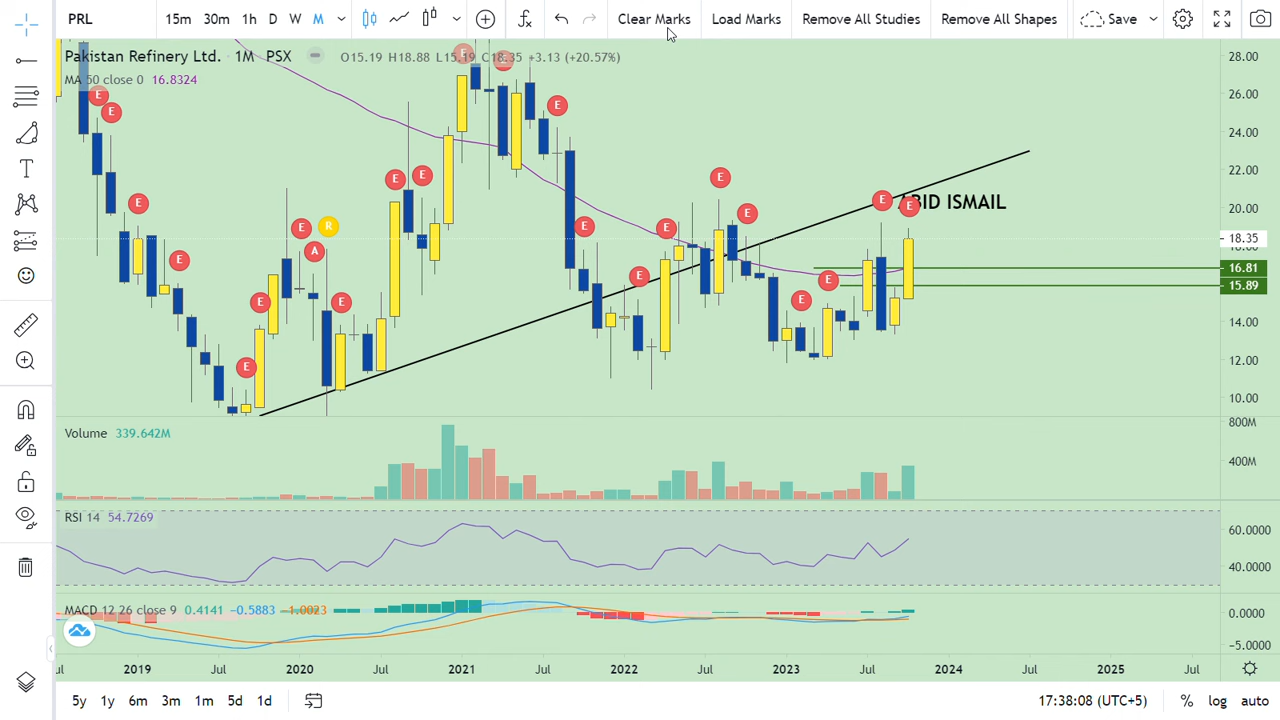 PRL 15m 30m 1h D W M Clear Marks Load Marks Remove All Studies Remove All Shapes Save
Pakistan Refinery Ltd. · 1M · PSX O15.19 H18.88 L15.19 C18.35 +3.13 (+20.57%)
MA 50 close 0 16.8324
28.00
26.00
24.00
22.00
20.00
18.35
16.81
15.89
14.00
12.00
10.00
E E E E E E E A R E E E E E E E E E E E E E E E
ABID ISMAIL
Volume 339.642M
800M
400M
RSI 14 54.7269
60.0000
40.0000
MACD 12 26 close 9 0.4141 −0.5883 −1.0023
0.0000
−5.0000
2019 2020 Jul 2021 Jul 2022 Jul 2023 Jul 2024 Jul 2025 Jul
5y 1y 6m 3m 1m 5d 1d 17:38:08 (UTC+5) % log auto